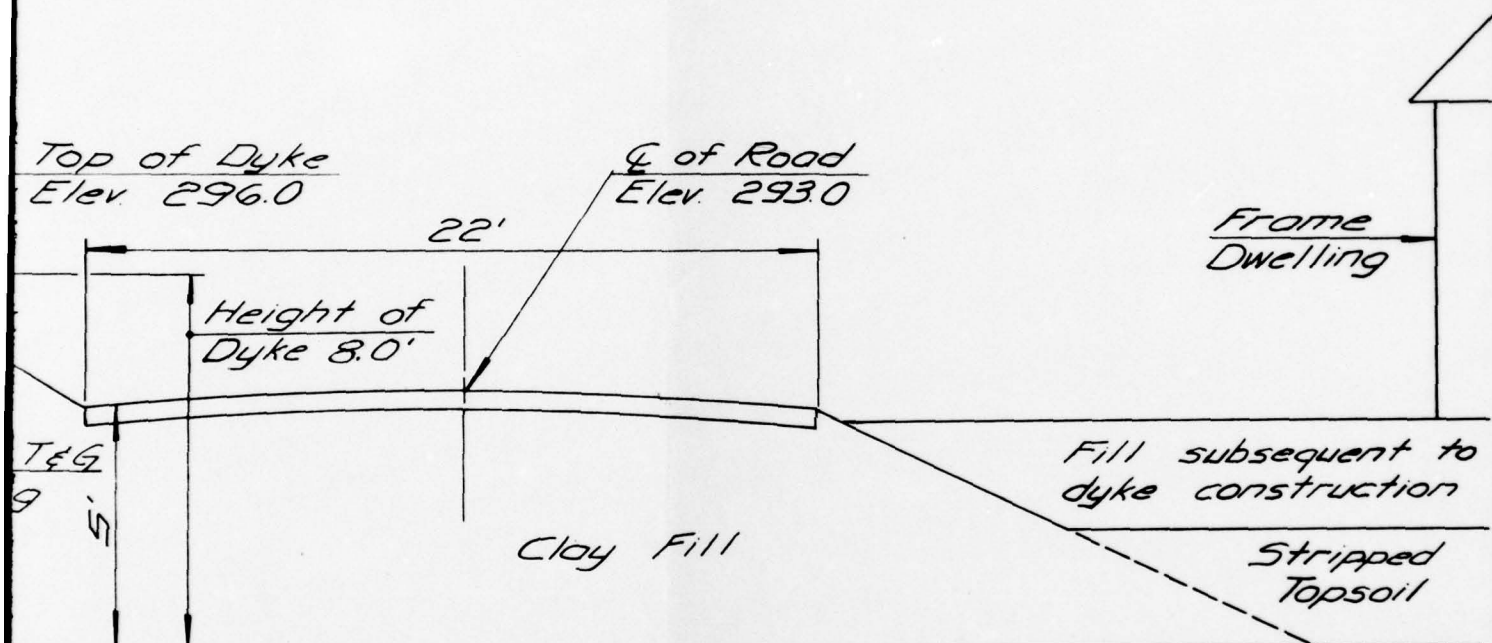 Top of Dyke
Elev. 296.0
℄ of Road
Elev. 293.0
22'
Frame
Dwelling
Height of
Dyke 8.0'
T&G
g
5'
Fill subsequent to
dyke construction
Clay Fill
Stripped
Topsoil